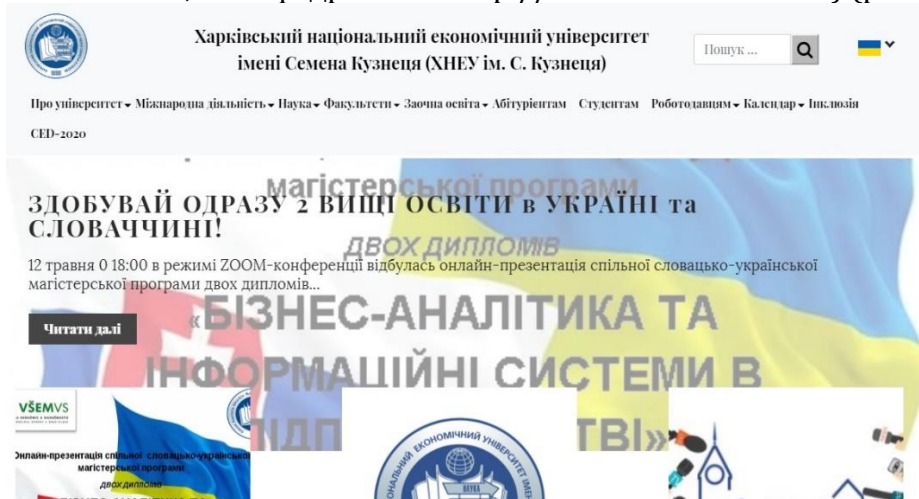 Харківський національний економічний університет
імені Семена Кузнеця (ХНЕУ ім. С. Кузнеця)
Пошук ...
Про університет Міжнародна діяльність Наука Факультети Заочна освіта Абітурієнтам Студентам Роботодавцям Календар Інклюзія
CED-2020
магістерської програми
ЗДОБУВАЙ ОДРАЗУ 2 ВИЩІ ОСВІТИ в УКРАЇНІ та
СЛОВАЧЧИНІ!
ДВОХ ДИПЛОМІВ
12 травня о 18:00 в режимі ZOOM-конференції відбулась онлайн-презентація спільної словацько-української
магістерської програми двох дипломів...
«БІЗНЕС-АНАЛІТИКА ТА
Читати далі
ІНФОРМАЦІЙНІ СИСТЕМИ В
VŠEMVS
Онлайн-презентація спільної словацько-української
магістерської програми
двох дипломів
ЕКОНОМІЧНИЙ
НАУКА